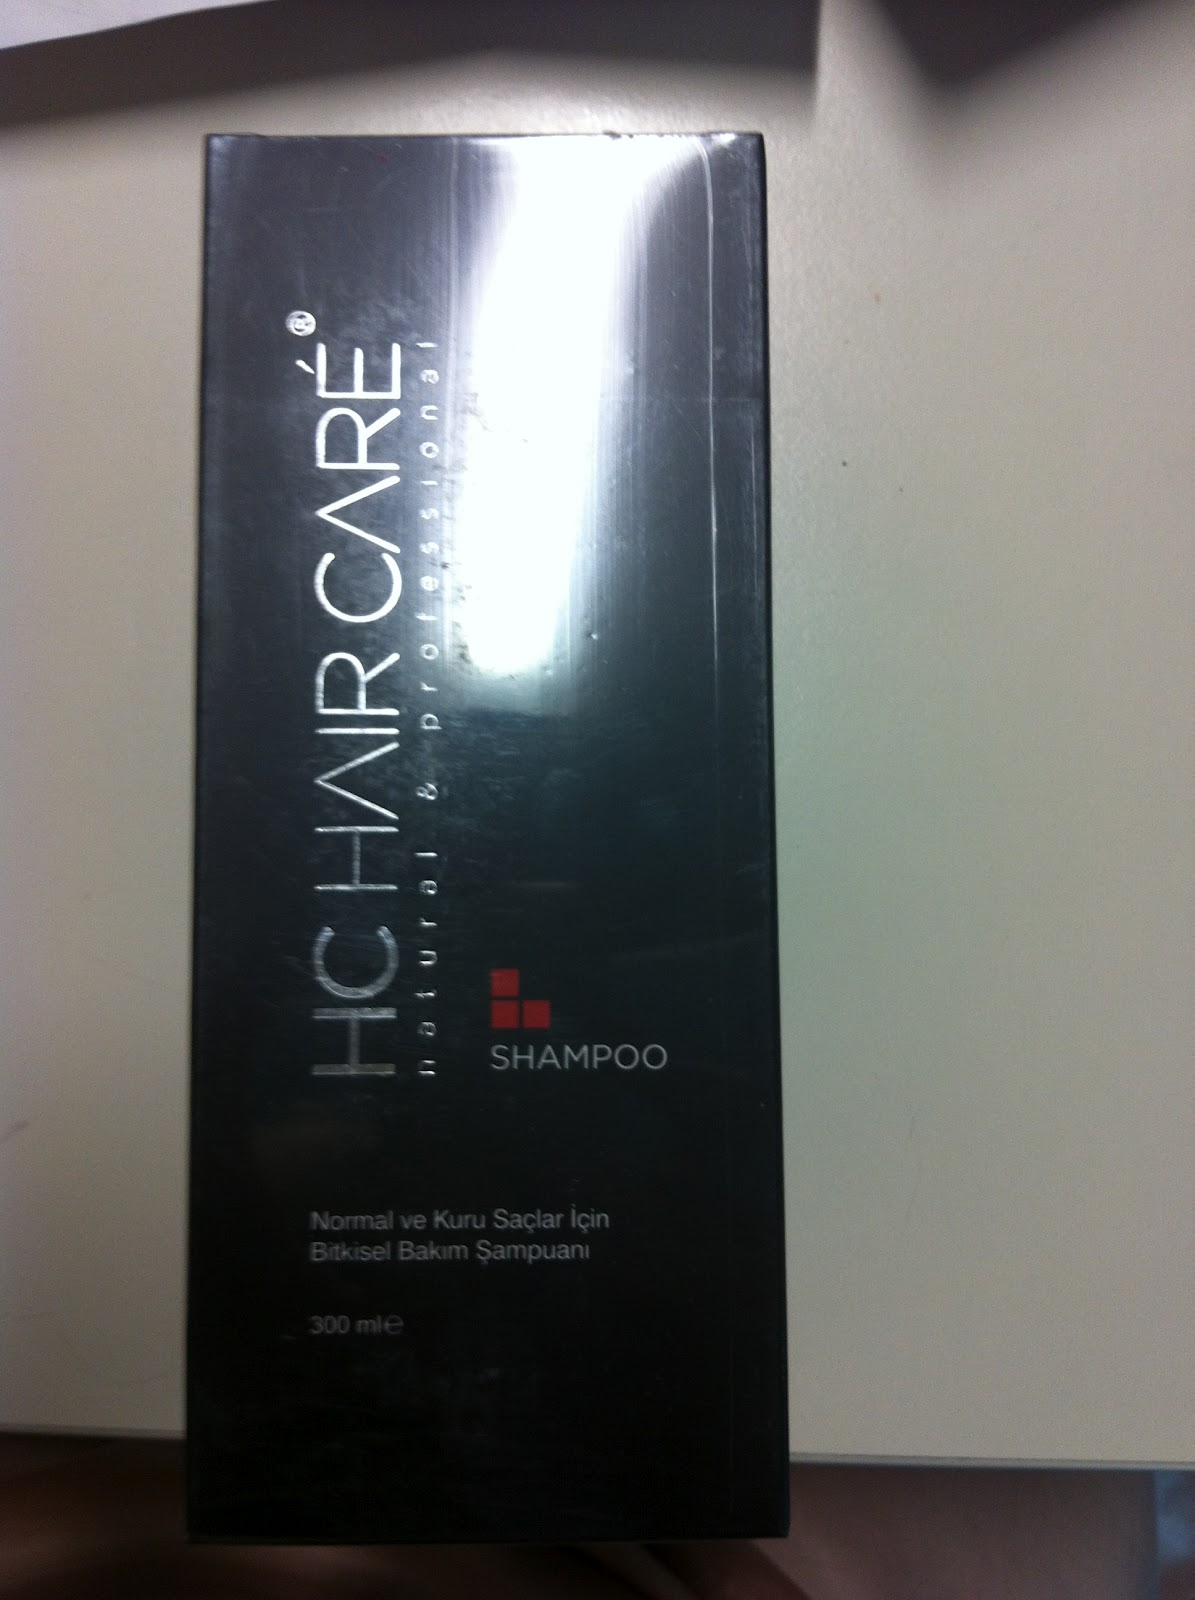 HC HAIR CARÉ®
natural & professional
SHAMPOO
Normal ve Kuru Saçlar İçin
Bitkisel Bakım Şampuanı
300 ml℮